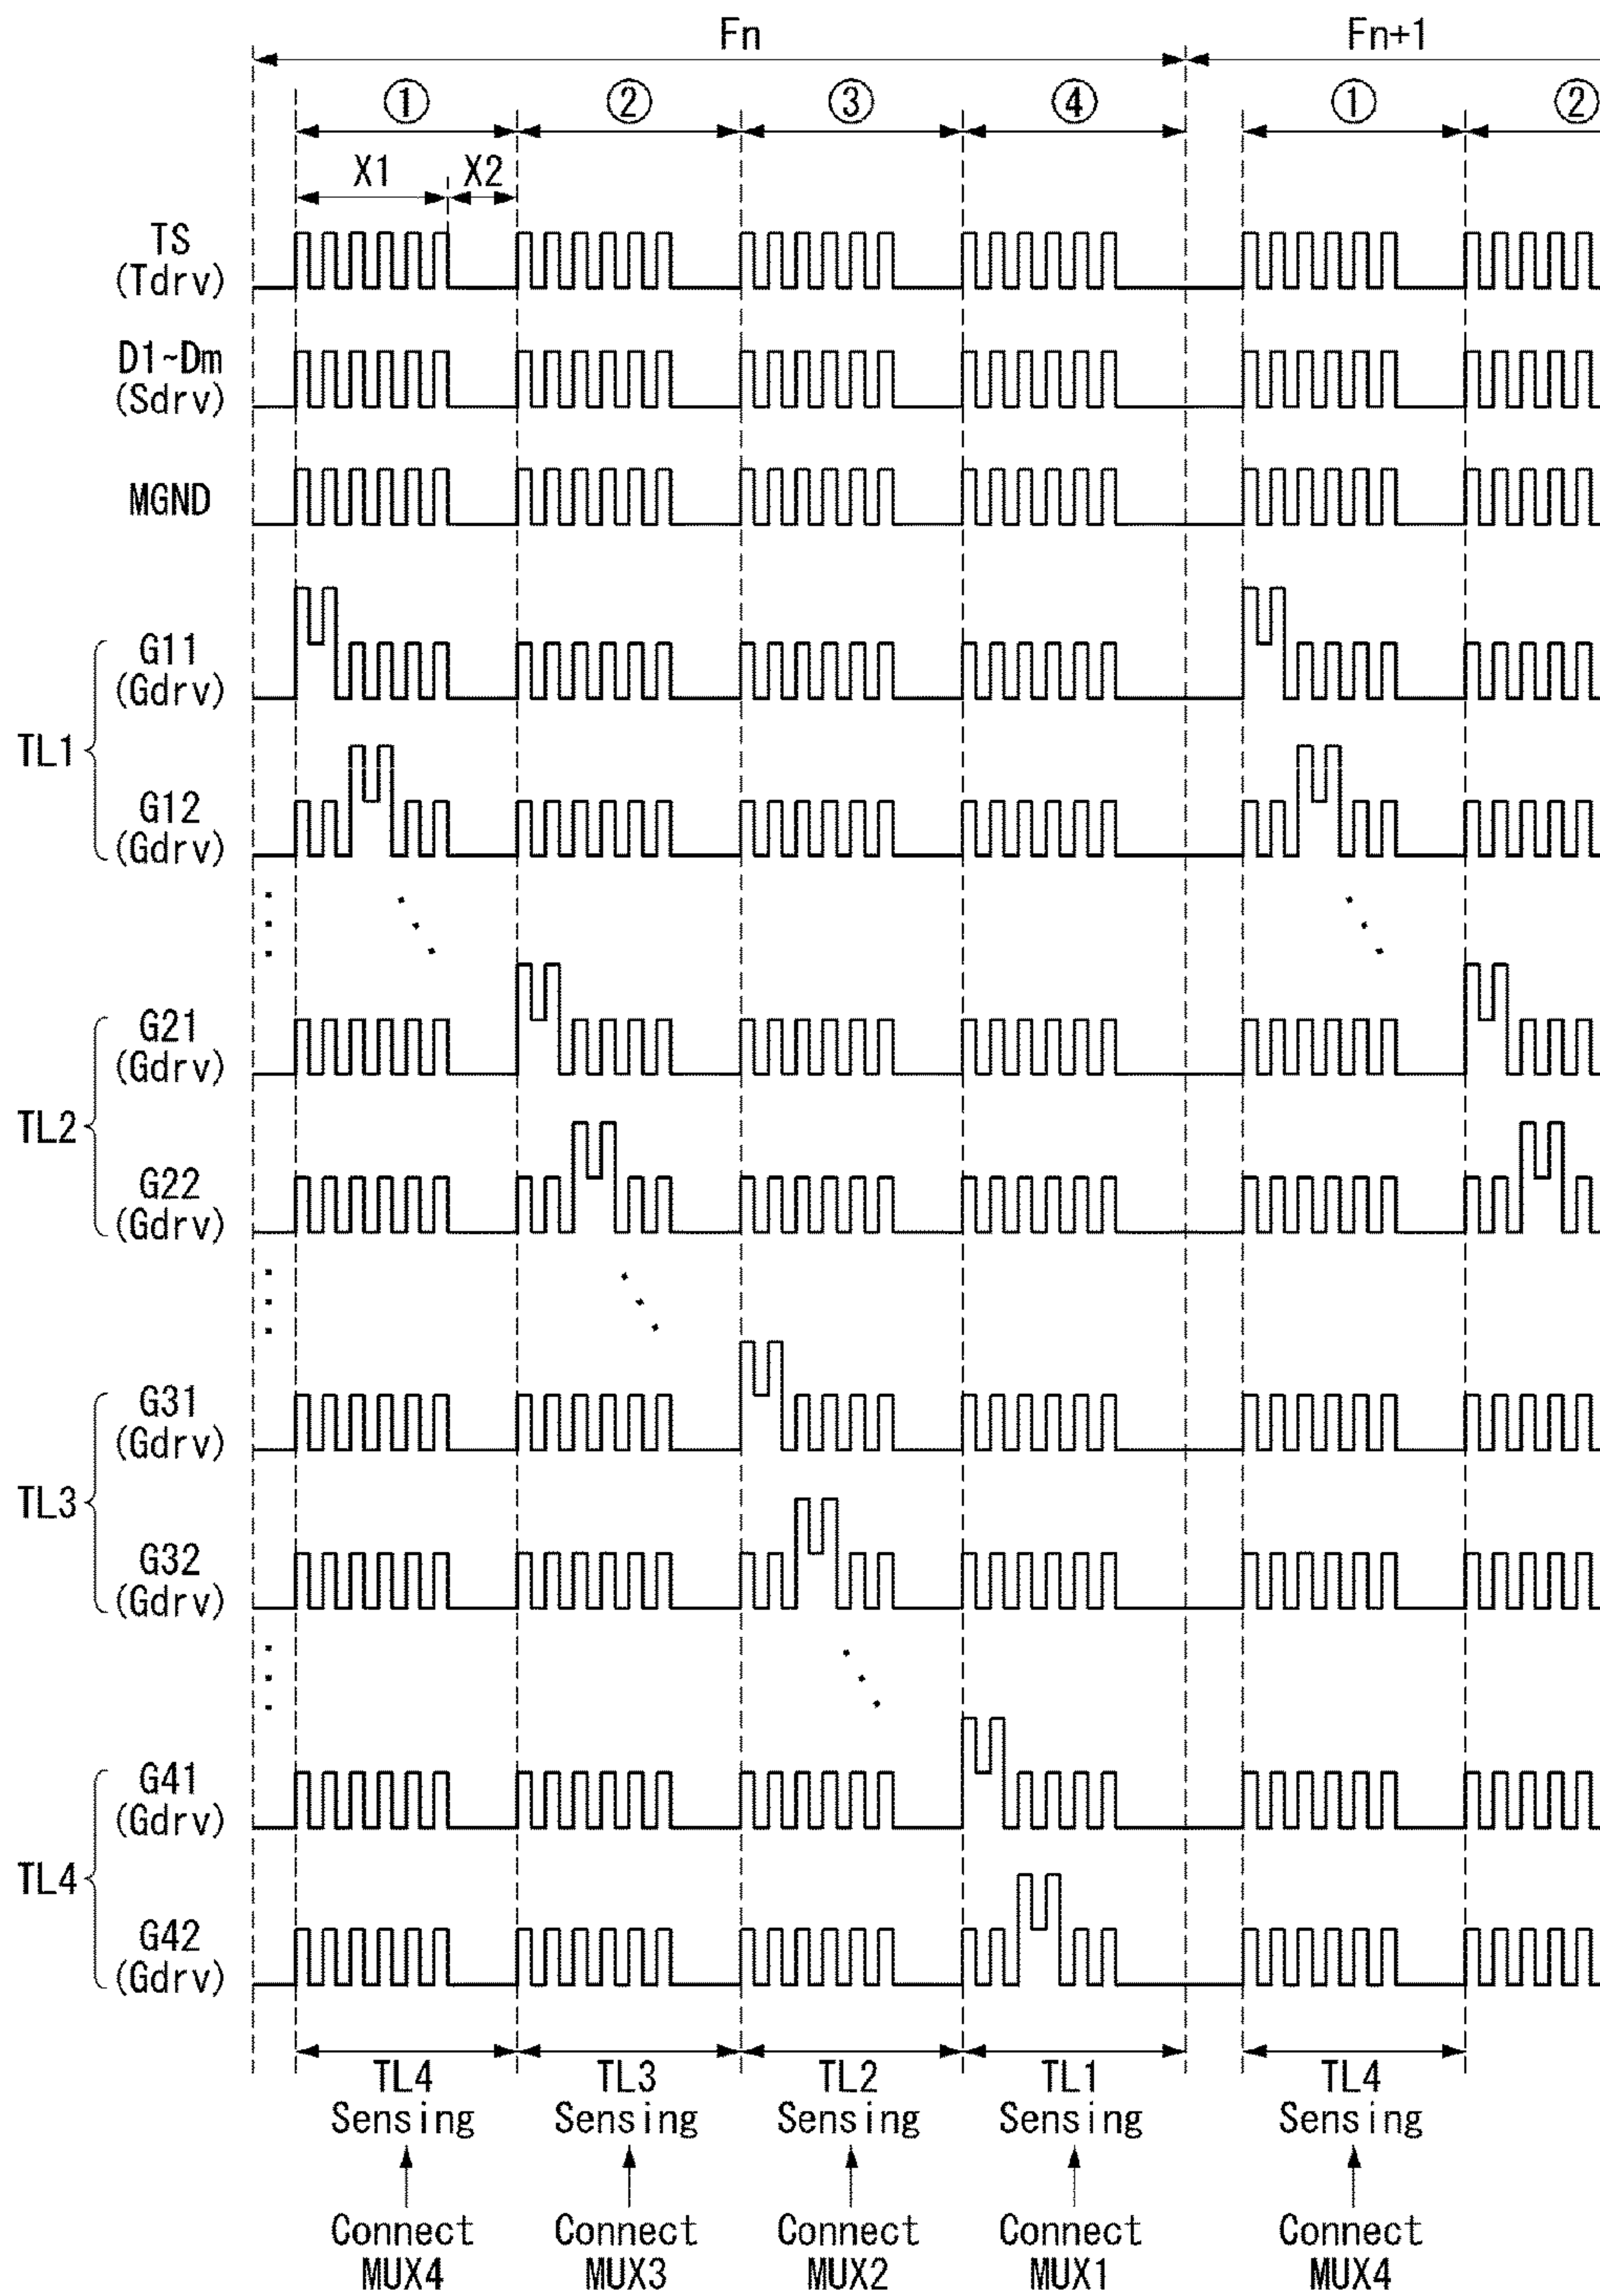 Fn Fn+1
① ② ③ ④ ① ②
X1 X2
TS
(Tdrv)
D1~Dm
(Sdrv)
MGND
TL1
G11
(Gdrv)
G12
(Gdrv)
TL2
G21
(Gdrv)
G22
(Gdrv)
TL3
G31
(Gdrv)
G32
(Gdrv)
TL4
G41
(Gdrv)
G42
(Gdrv)
TL4 TL3 TL2 TL1 TL4
Sensing Sensing Sensing Sensing Sensing
Connect Connect Connect Connect Connect
MUX4 MUX3 MUX2 MUX1 MUX4